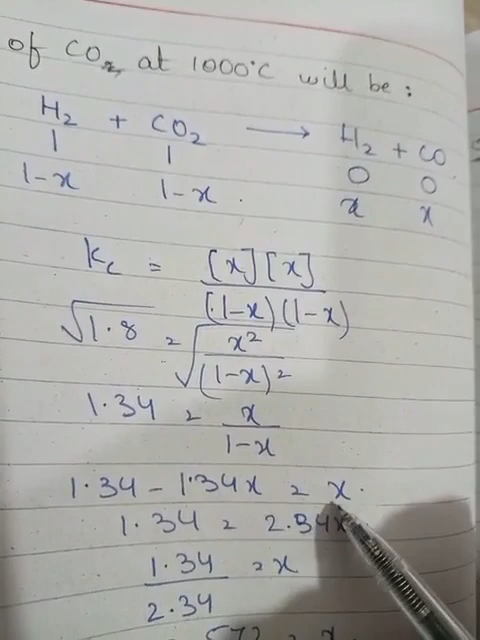 of CO2, at 1000°C will be:
H2 + CO2 ⟶ H2 + CO
1 1 0 0
1-x 1-x. x x
Kc = [x][x] / (1-x)(1-x)
√1.8 = √x² / (1-x)²
1.34 = x / 1-x
1.34 - 1.34x = x.
1.34 = 2.34x
1.34 / 2.34 = x
572 = x